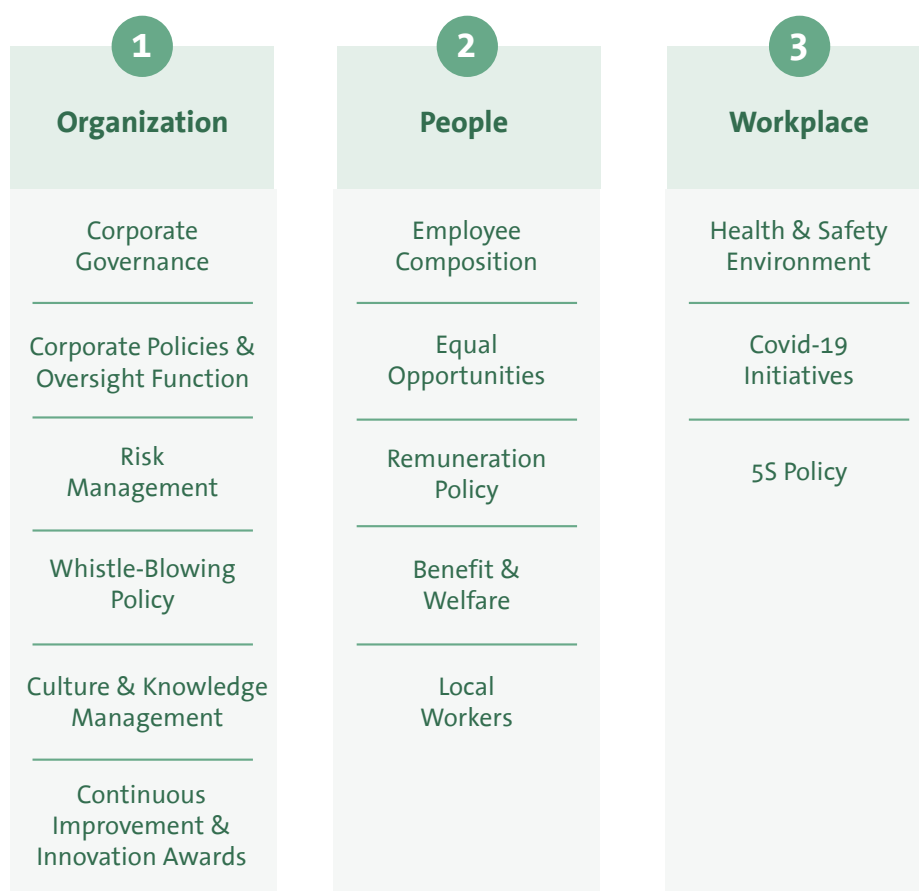 1
Organization
Corporate
Governance
Corporate Policies &
Oversight Function
Risk
Management
Whistle-Blowing
Policy
Culture & Knowledge
Management
Continuous
Improvement &
Innovation Awards
2
People
Employee
Composition
Equal
Opportunities
Remuneration
Policy
Benefit &
Welfare
Local
Workers
3
Workplace
Health & Safety
Environment
Covid-19
Initiatives
5S Policy